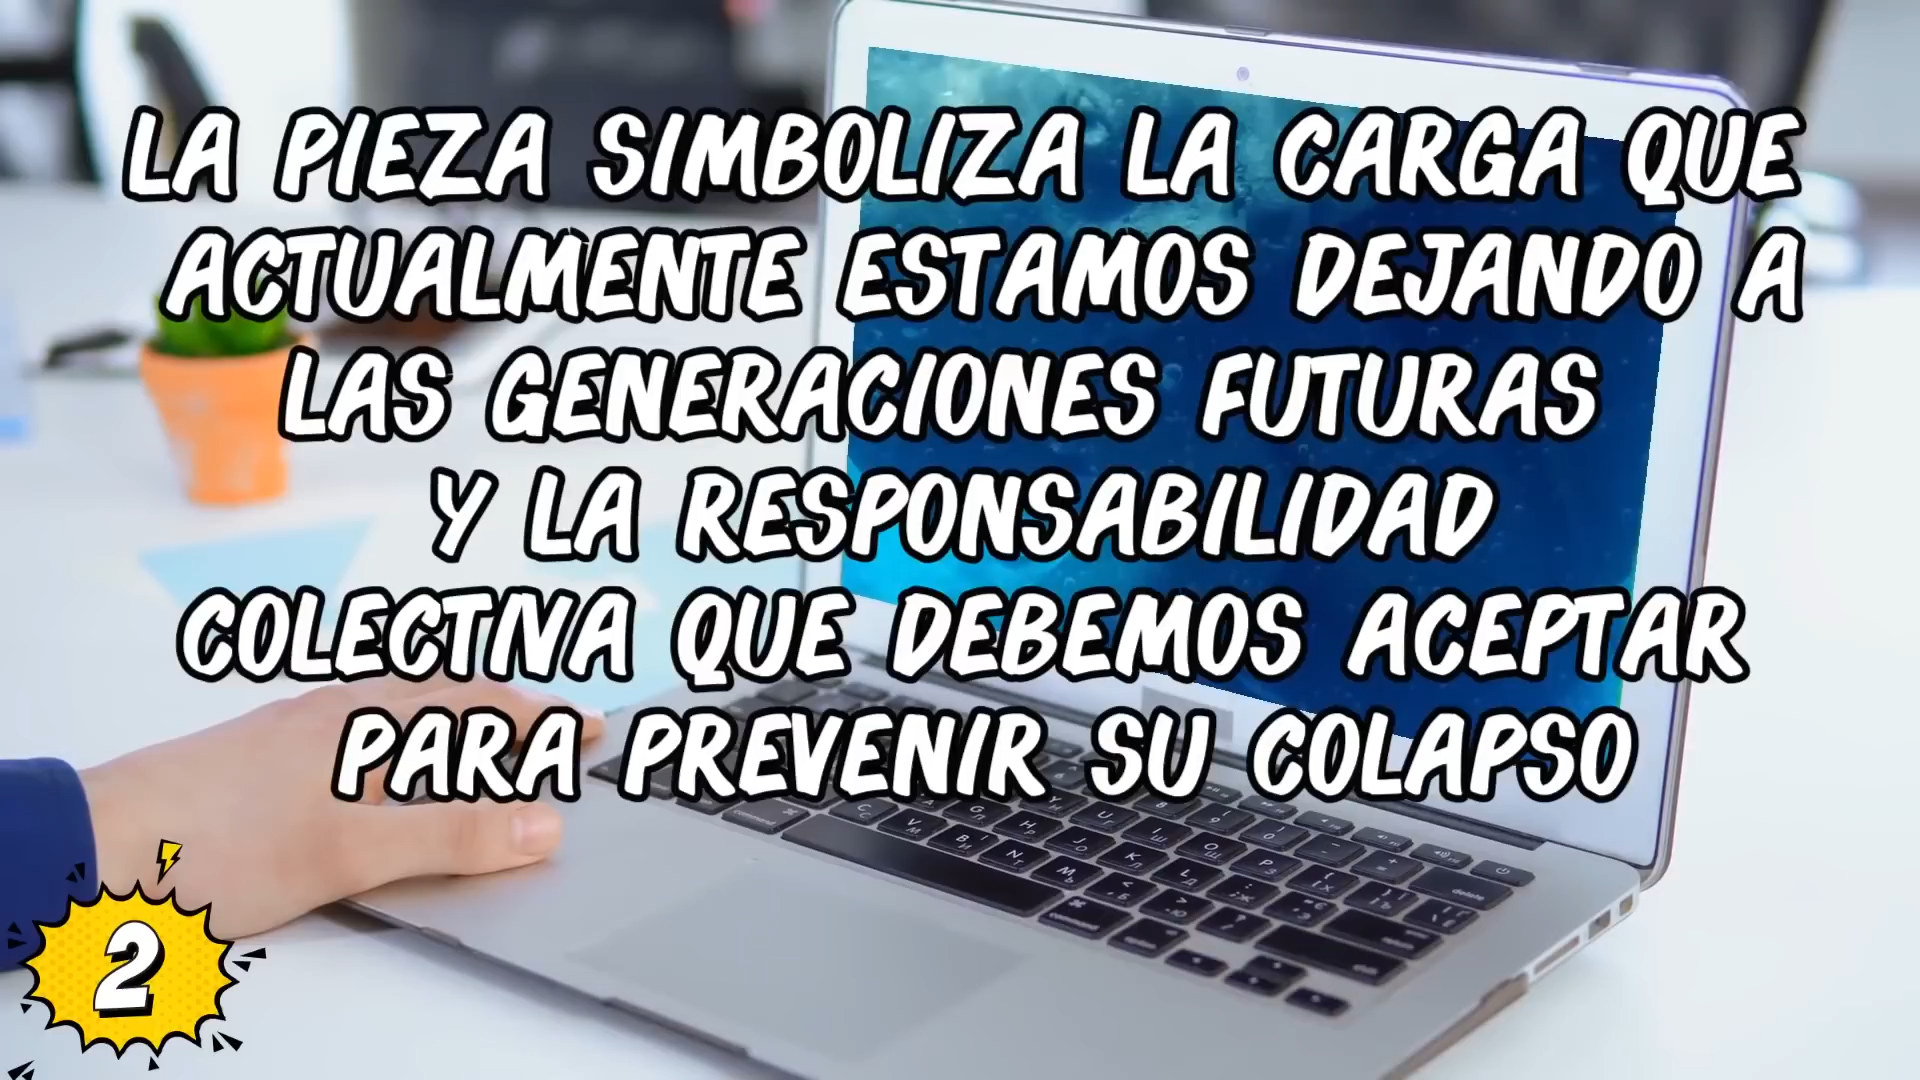 LA PIEZA SIMBOLIZA LA CARGA QUE
ACTUALMENTE ESTAMOS DEJANDO A
LAS GENERACIONES FUTURAS
Y LA RESPONSABILIDAD
COLECTIVA QUE DEBEMOS ACEPTAR
PARA PREVENIR SU COLAPSO
2